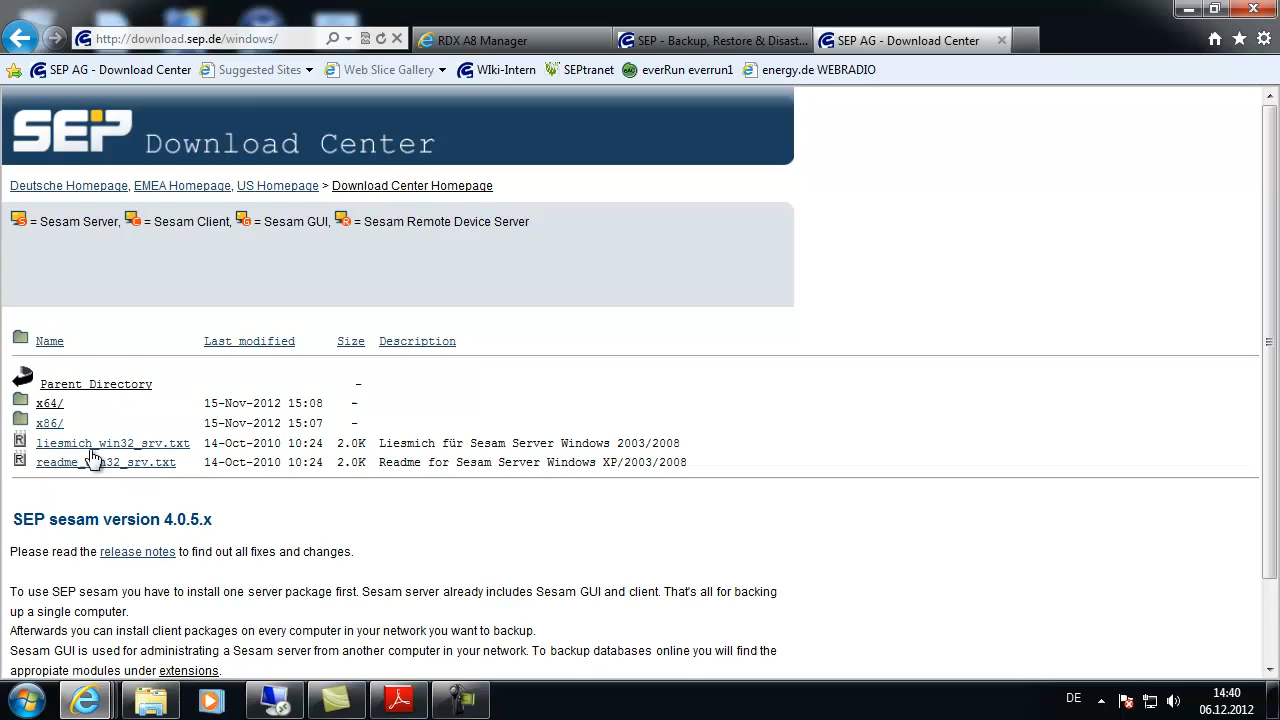 http://download.sep.de/windows/
RDX A8 Manager
SEP - Backup, Restore & Disast...
SEP AG - Download Center
SEP AG - Download Center
Suggested Sites
Web Slice Gallery
WIki-Intern
SEPtranet
everRun everrun1
energy.de WEBRADIO
SEP Download Center
Deutsche Homepage, EMEA Homepage, US Homepage > Download Center Homepage
= Sesam Server, = Sesam Client, = Sesam GUI, = Sesam Remote Device Server
Name Last modified Size Description
Parent Directory -
x64/ 15-Nov-2012 15:08 -
x86/ 15-Nov-2012 15:07 -
liesmich_win32_srv.txt 14-Oct-2010 10:24 2.0K Liesmich für Sesam Server Windows 2003/2008
readme_win32_srv.txt 14-Oct-2010 10:24 2.0K Readme for Sesam Server Windows XP/2003/2008
SEP sesam version 4.0.5.x
Please read the release notes to find out all fixes and changes.
To use SEP sesam you have to install one server package first. Sesam server already includes Sesam GUI and client. That's all for backing
up a single computer.
Afterwards you can install client packages on every computer in your network you want to backup.
Sesam GUI is used for administrating a Sesam server from another computer in your network. To backup databases online you will find the
appropiate modules under extensions.
DE
14:40
06.12.2012